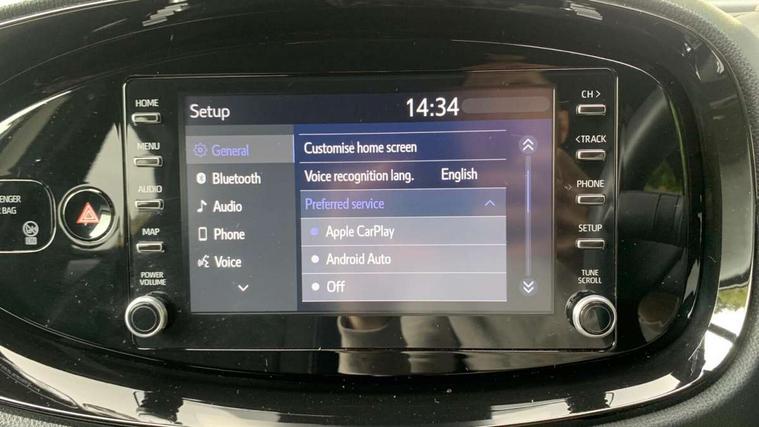 HOME
MENU
AUDIO
MAP
POWER
VOLUME
Setup 14:34
General
Bluetooth
Audio
Phone
Voice
Customise home screen
Voice recognition lang. English
Preferred service
Apple CarPlay
Android Auto
Off
CH >
< TRACK
PHONE
SETUP
TUNE
SCROLL
BAG